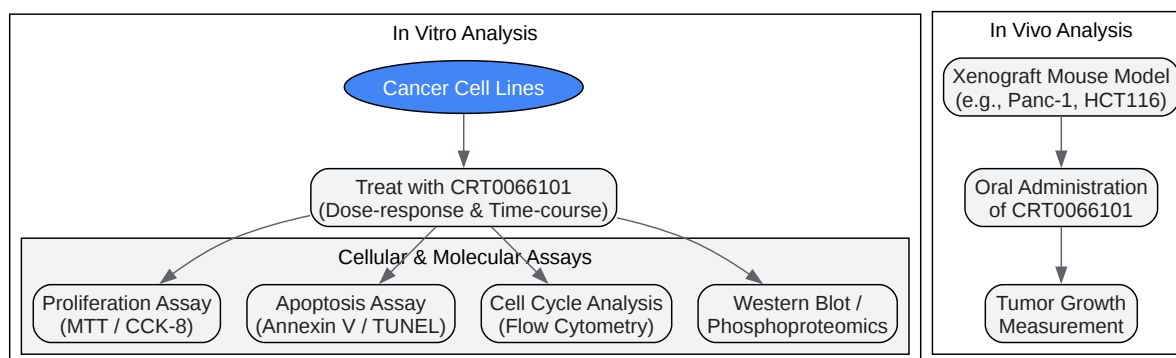 In Vitro Analysis
Cancer Cell Lines
Treat with CRT0066101
(Dose-response & Time-course)
Cellular & Molecular Assays
Proliferation Assay
(MTT / CCK-8)
Apoptosis Assay
(Annexin V / TUNEL)
Cell Cycle Analysis
(Flow Cytometry)
Western Blot /
Phosphoproteomics
In Vivo Analysis
Xenograft Mouse Model
(e.g., Panc-1, HCT116)
Oral Administration
of CRT0066101
Tumor Growth
Measurement